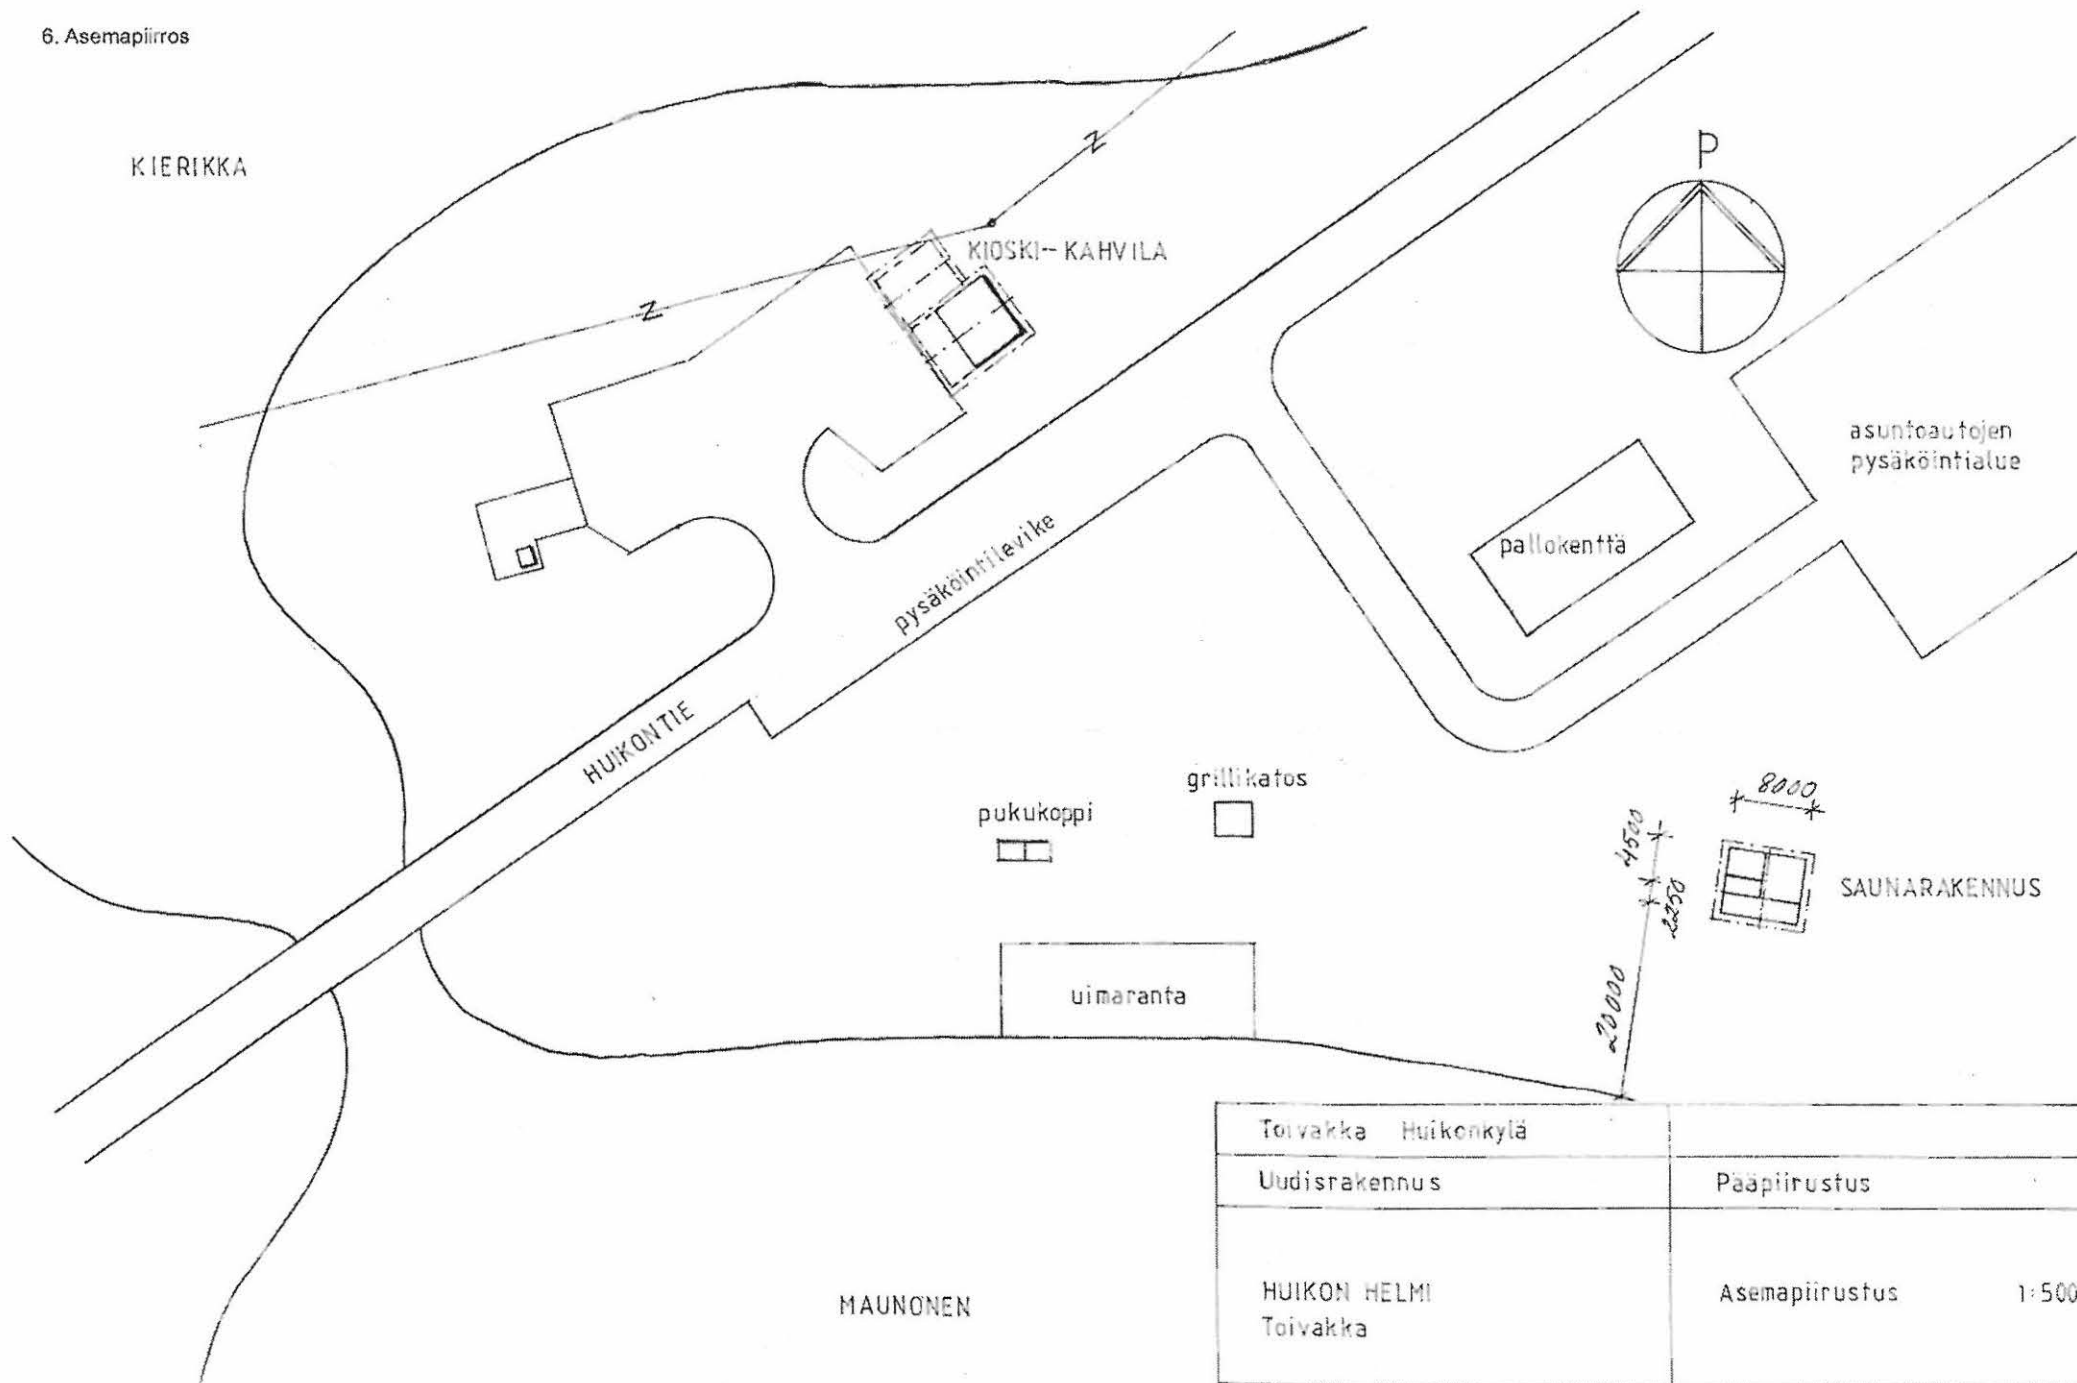 6. Asemapiirros
KIERIKKA
P
Z
Z
KIOSKI-KAHVILA
asuntoautojen
pysäköintialue
pallokenttä
pysäköintilevike
HUIKONTIE
grillikatos
pukukoppi
8000
4500
2250
SAUNARAKENNUS
20000
uimaranta
Toivakka Huikonkylä
Uudisrakennus
Pääpiirustus
HUIKON HELMI
Toivakka
Asemapiirustus 1:500
MAUNONEN